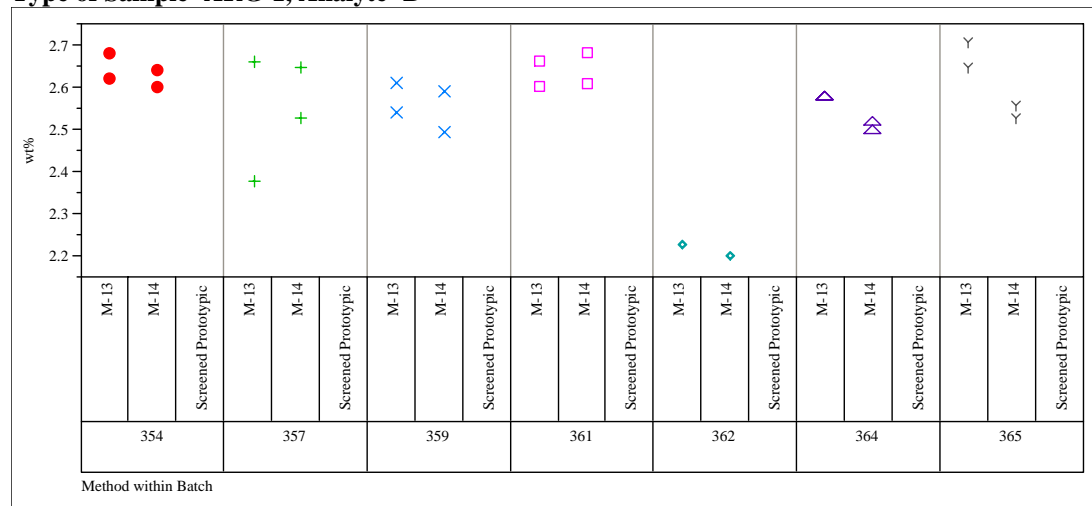 2.7
2.6
2.5
2.4
2.3
2.2
wt%
M-13 M-14 Screened Prototypic M-13 M-14 Screened Prototypic M-13 M-14 Screened Prototypic M-13 M-14 Screened Prototypic M-13 M-14 Screened Prototypic M-13 M-14 Screened Prototypic M-13 M-14 Screened Prototypic
354 357 359 361 362 364 365
Method within Batch